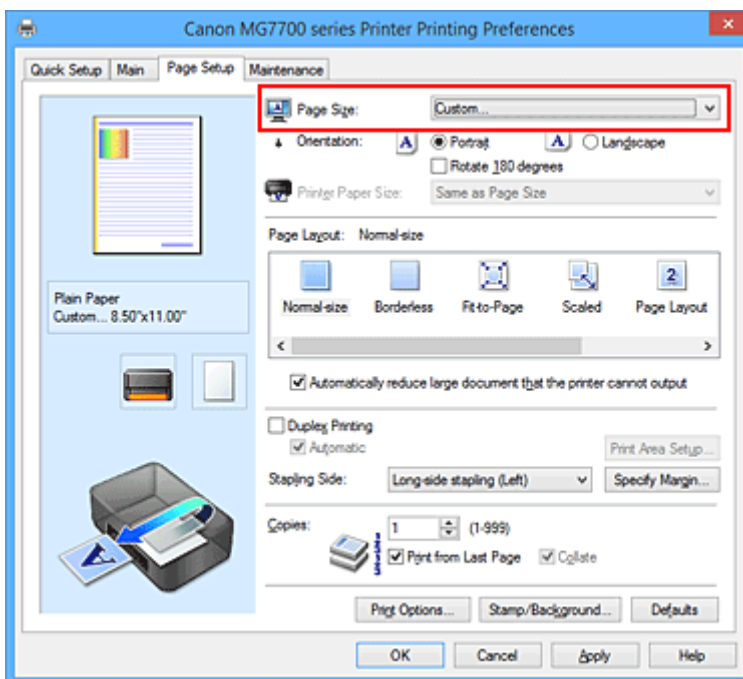 Canon MG7700 series Printer Printing Preferences
Quick Setup Main Page Setup Maintenance
Page Size: Custom...
Orientation: A Portrait A Landscape
Rotate 180 degrees
Printer Paper Size: Same as Page Size
Page Layout: Normal-size
2
Normal-size Borderless Fit-to-Page Scaled Page Layout
Plain Paper
Custom... 8.50"x11.00"
Automatically reduce large document that the printer cannot output
Duplex Printing
Automatic Print Area Setup...
Stapling Side: Long-side stapling (Left) Specify Margin...
Copies: 1 (1-999)
Print from Last Page Collate
A
Print Options... Stamp/Background... Defaults
OK Cancel Apply Help